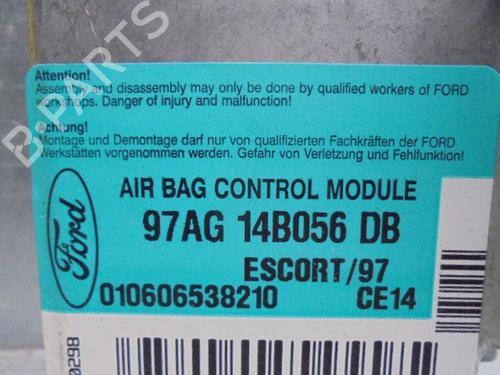 B-PARTS
Attention!
Assembly and disassembly may only be done by qualified workers of FORD
workshops. Danger of injury and malfunction!
Achtung!
Montage und Demontage darf nur von qualifizierten Fachkräften der FORD
Werkstätten vorgenommen werden. Gefahr von Verletzung und Fehlfunktion!
Ford
AIR BAG CONTROL MODULE
97AG 14B056 DB
ESCORT/97
010606538210 CE14